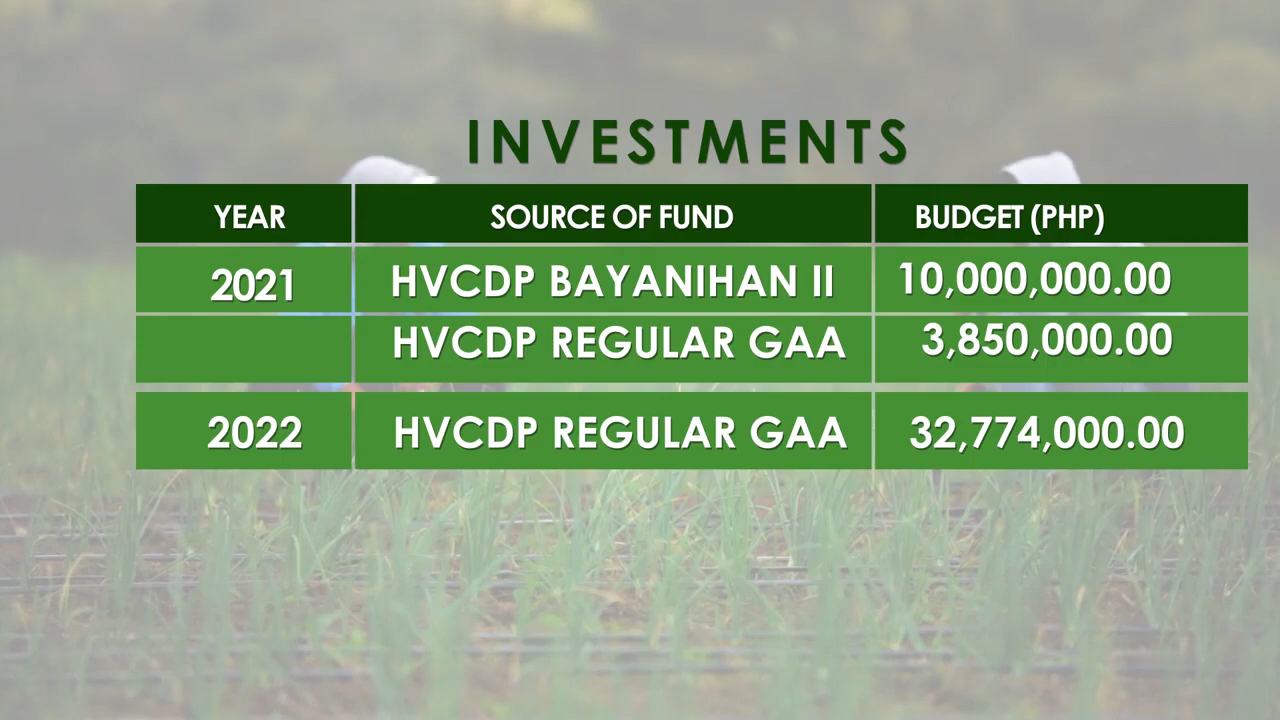 INVESTMENTS
YEAR SOURCE OF FUND BUDGET (PHP)
2021 HVCDP BAYANIHAN II 10,000,000.00
HVCDP REGULAR GAA 3,850,000.00
2022 HVCDP REGULAR GAA 32,774,000.00